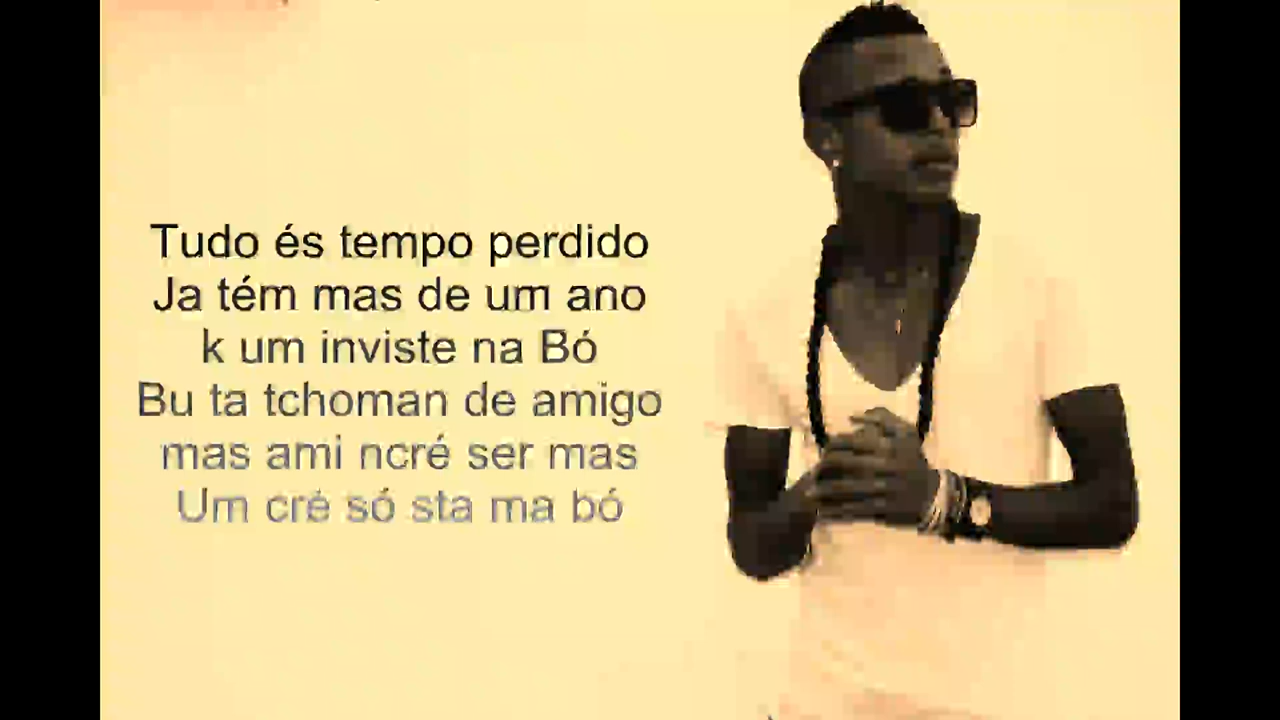 Tudo és tempo perdido
Ja tém mas de um ano
k um inviste na Bó
Bu ta tchoman de amigo
mas ami ncré ser mas
Um cré só sta ma bó